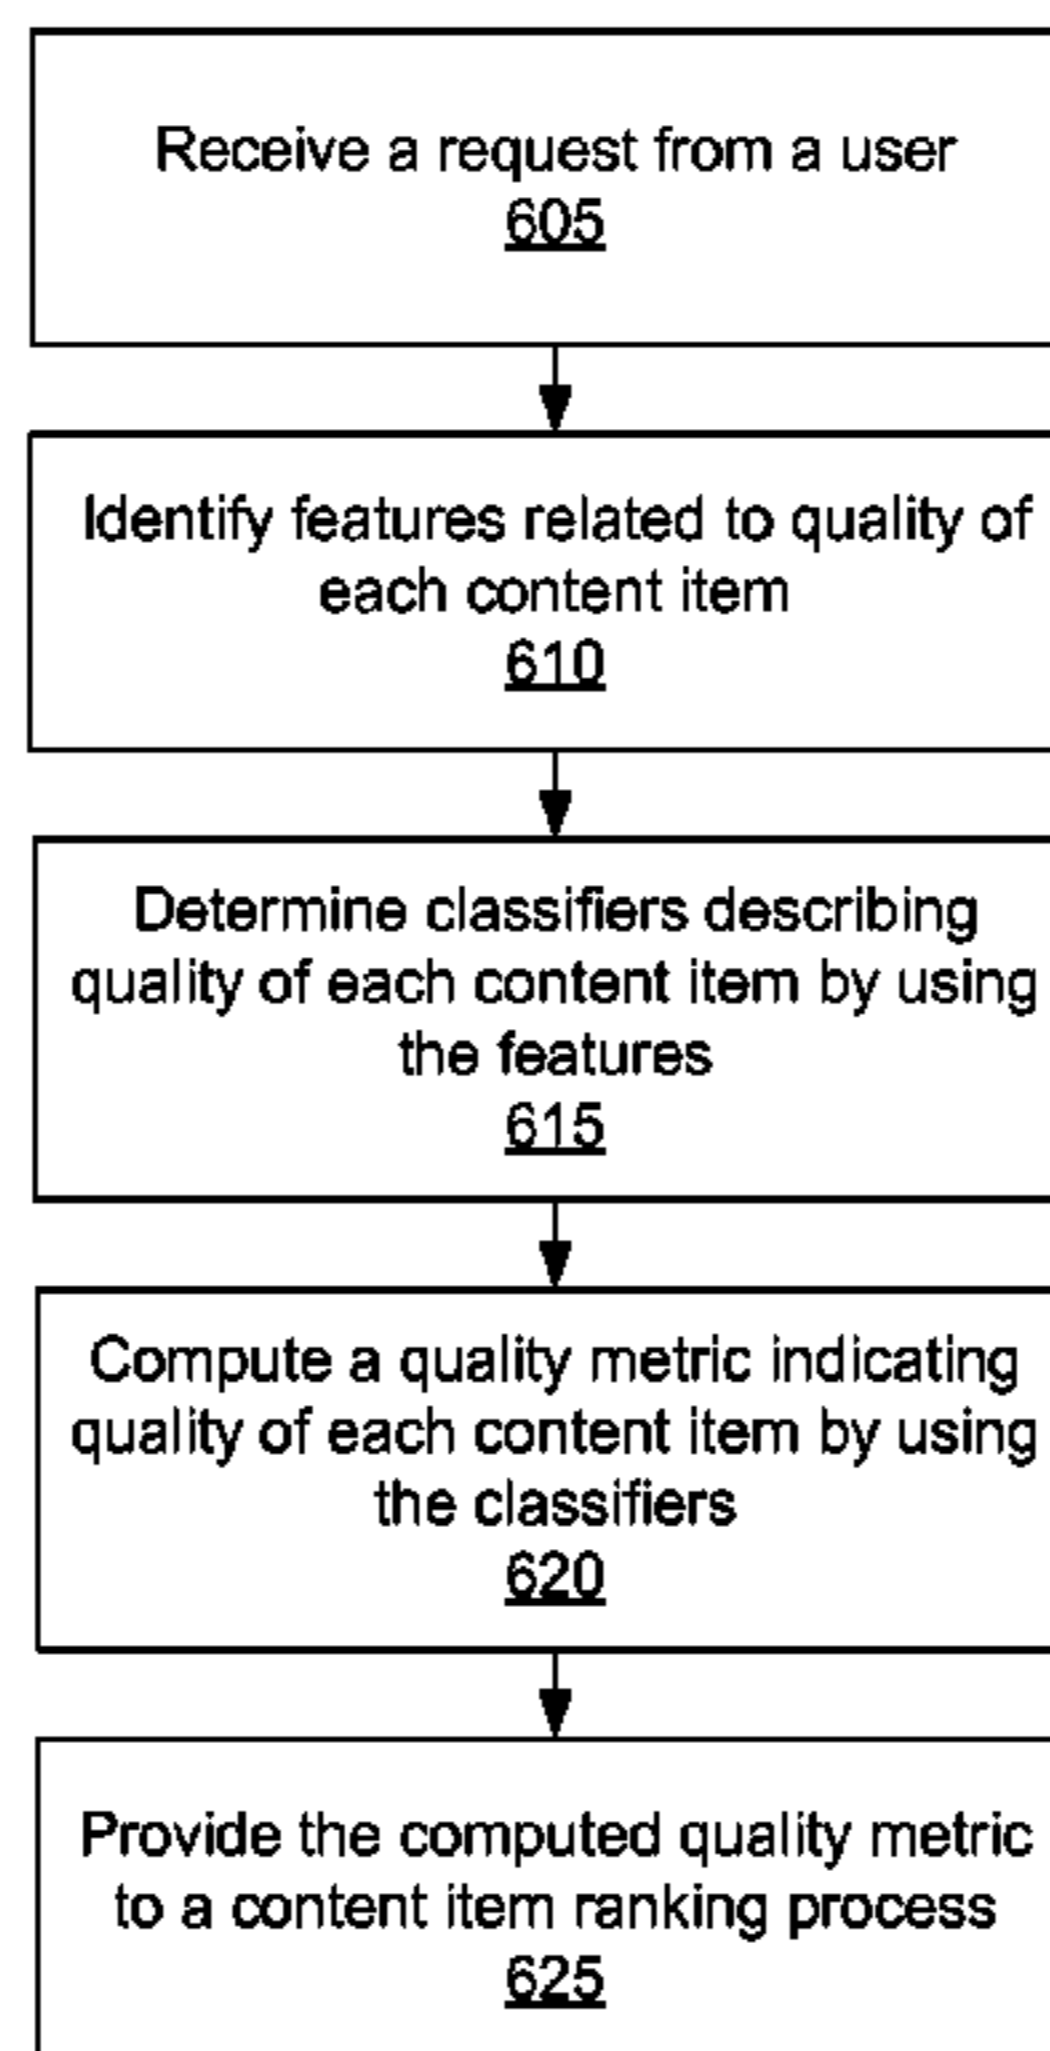 Receive a request from a user
605
Identify features related to quality of
each content item
610
Determine classifiers describing
quality of each content item by using
the features
615
Compute a quality metric indicating
quality of each content item by using
the classifiers
620
Provide the computed quality metric
to a content item ranking process
625